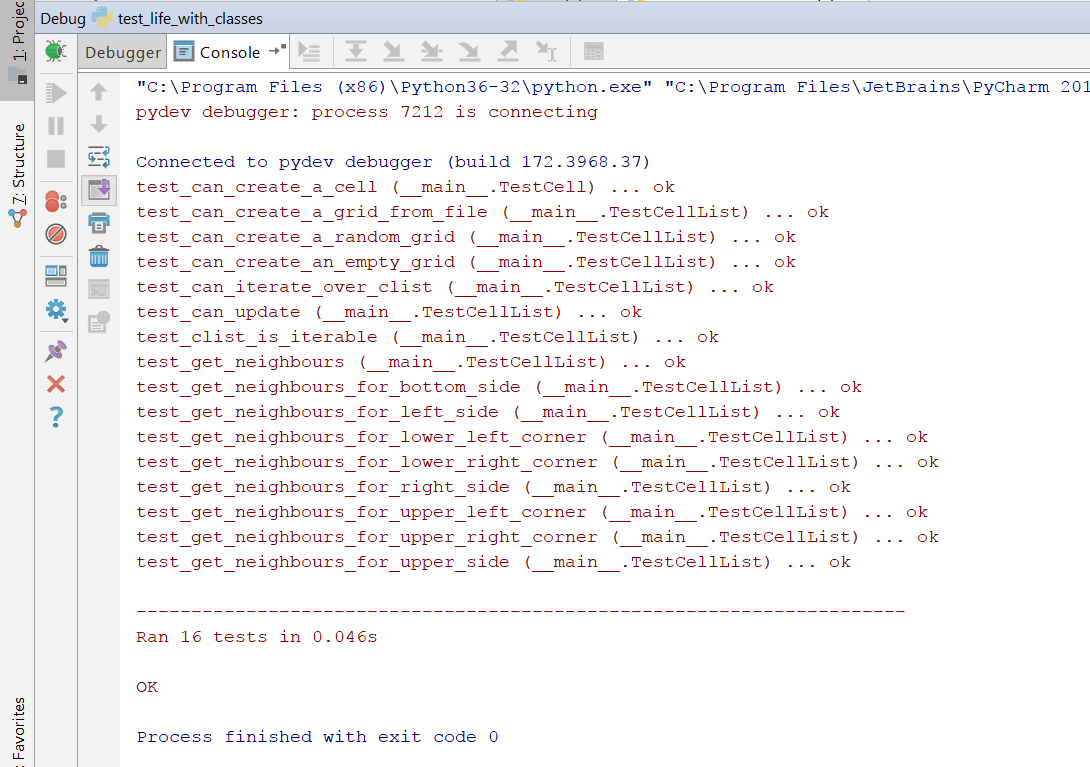 Debug test_life_with_classes
1: Projec
Debugger Console
7: Structure
"C:\Program Files (x86)\Python36-32\python.exe" "C:\Program Files\JetBrains\PyCharm 201
pydev debugger: process 7212 is connecting
Connected to pydev debugger (build 172.3968.37)
test_can_create_a_cell (__main__.TestCell) ... ok
test_can_create_a_grid_from_file (__main__.TestCellList) ... ok
test_can_create_a_random_grid (__main__.TestCellList) ... ok
test_can_create_an_empty_grid (__main__.TestCellList) ... ok
test_can_iterate_over_clist (__main__.TestCellList) ... ok
test_can_update (__main__.TestCellList) ... ok
test_clist_is_iterable (__main__.TestCellList) ... ok
test_get_neighbours (__main__.TestCellList) ... ok
test_get_neighbours_for_bottom_side (__main__.TestCellList) ... ok
test_get_neighbours_for_left_side (__main__.TestCellList) ... ok
test_get_neighbours_for_lower_left_corner (__main__.TestCellList) ... ok
test_get_neighbours_for_lower_right_corner (__main__.TestCellList) ... ok
test_get_neighbours_for_right_side (__main__.TestCellList) ... ok
test_get_neighbours_for_upper_left_corner (__main__.TestCellList) ... ok
test_get_neighbours_for_upper_right_corner (__main__.TestCellList) ... ok
test_get_neighbours_for_upper_side (__main__.TestCellList) ... ok
----------------------------------------------------------------------
Ran 16 tests in 0.046s
OK
Process finished with exit code 0
: Favorites